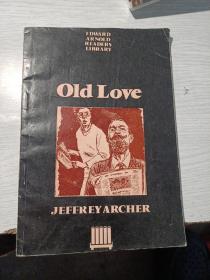 EDWARD
ARNOLD
READERS
LIBRARY
Old Love
JEFFREY ARCHER